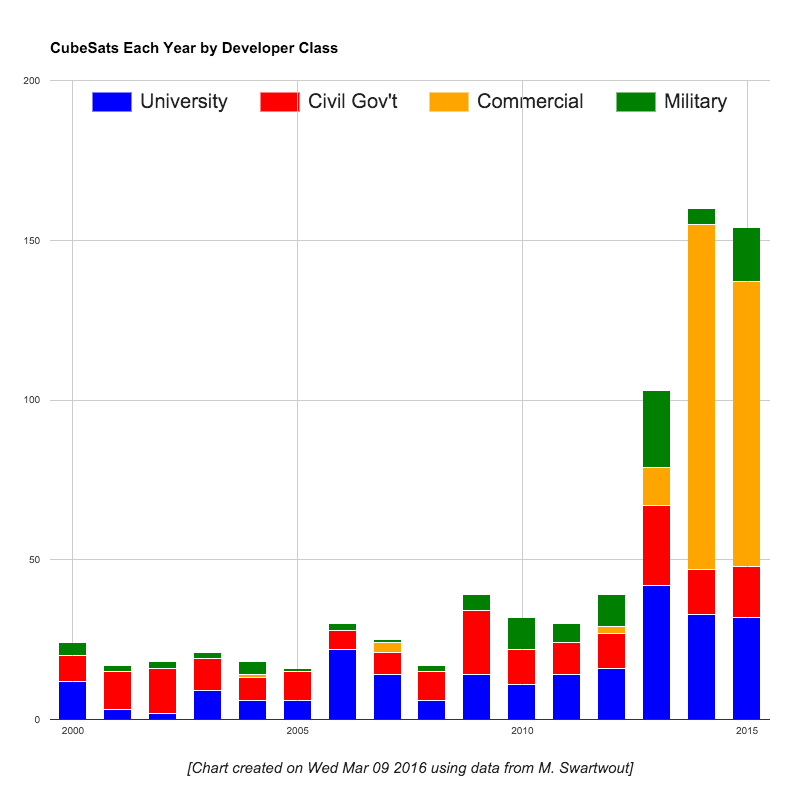 CubeSats Each Year by Developer Class
200
University Civil Gov't Commercial Military
150
100
50
0
2000 2005 2010 2015
[Chart created on Wed Mar 09 2016 using data from M. Swartwout]